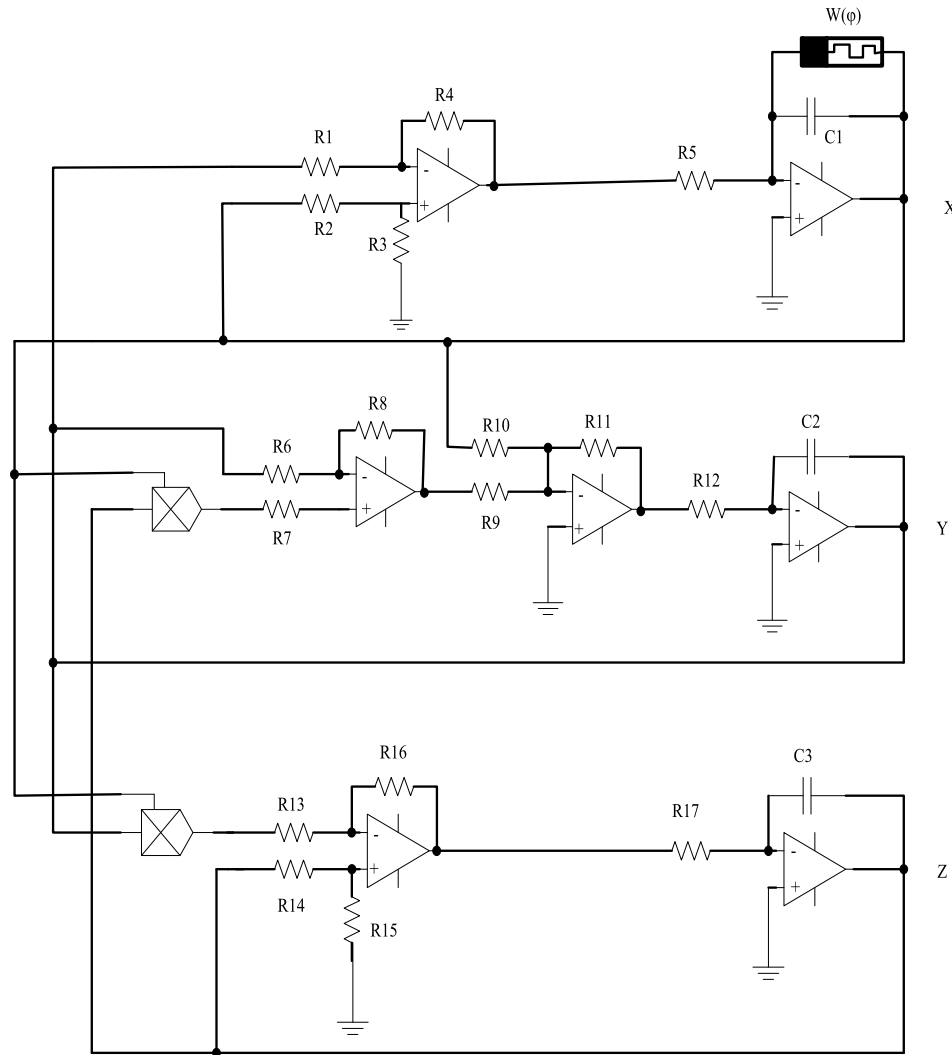 W(φ)
R4
C1
R1
R5
-
-
+
+
R2
R3
X
R8
R10
R11
C2
R6
R12
-
-
-
+
+
+
R7
R9
Y
R16
C3
R13
R17
-
-
+
+
R14
R15
Z